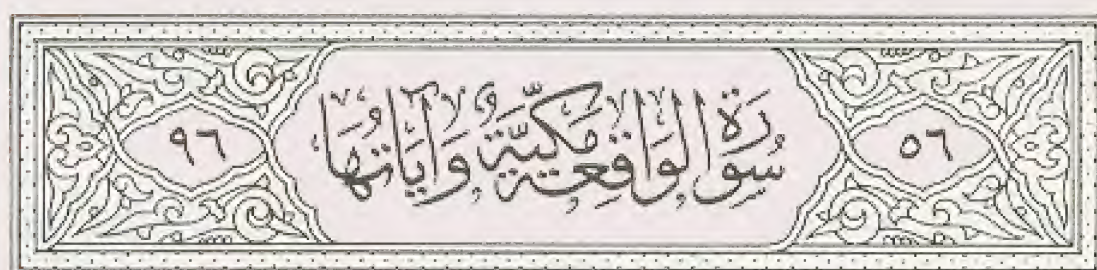 ٥٦ سُورَةُ الوَاقِعَة مَكِيَّةٌ وَآيَاتُهَا ٩٦